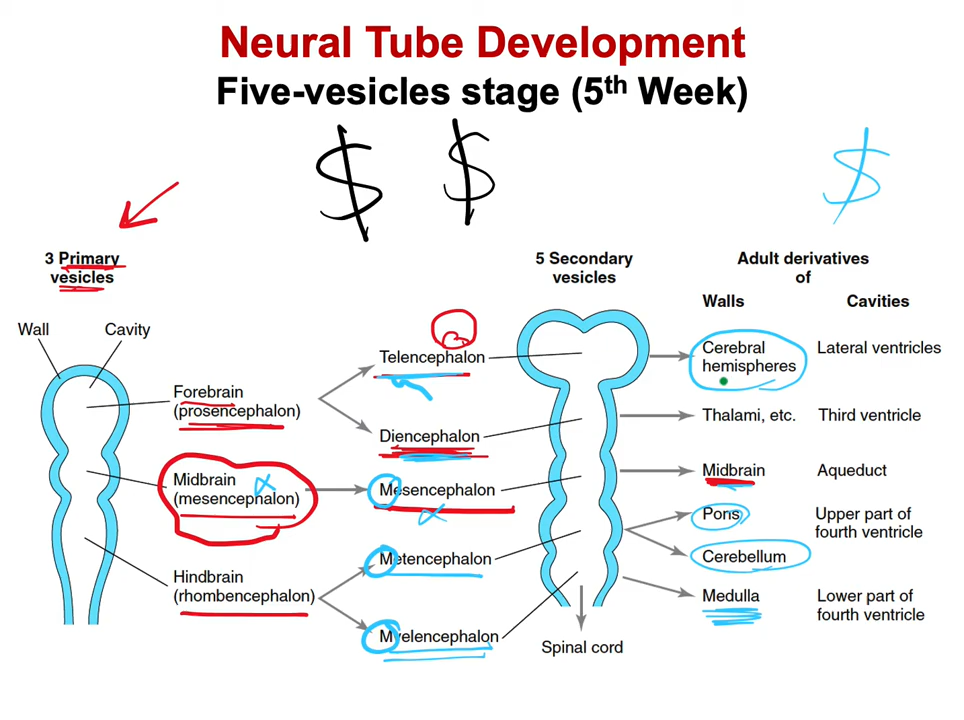 Neural Tube Development
Five-vesicles stage (5th Week)
$ $ $
3 Primary
vesicles
5 Secondary
vesicles
Adult derivatives
of
Walls
Cavities
Wall
Cavity
Forebrain
(prosencephalon)
Midbrain
(mesencephalon)
Hindbrain
(rhombencephalon)
Telencephalon
Diencephalon
Mesencephalon
Metencephalon
Myelencephalon
Spinal cord
Cerebral
hemispheres
Lateral ventricles
Thalami, etc.
Third ventricle
Midbrain
Aqueduct
Pons
Upper part of
fourth ventricle
Cerebellum
Medulla
Lower part of
fourth ventricle